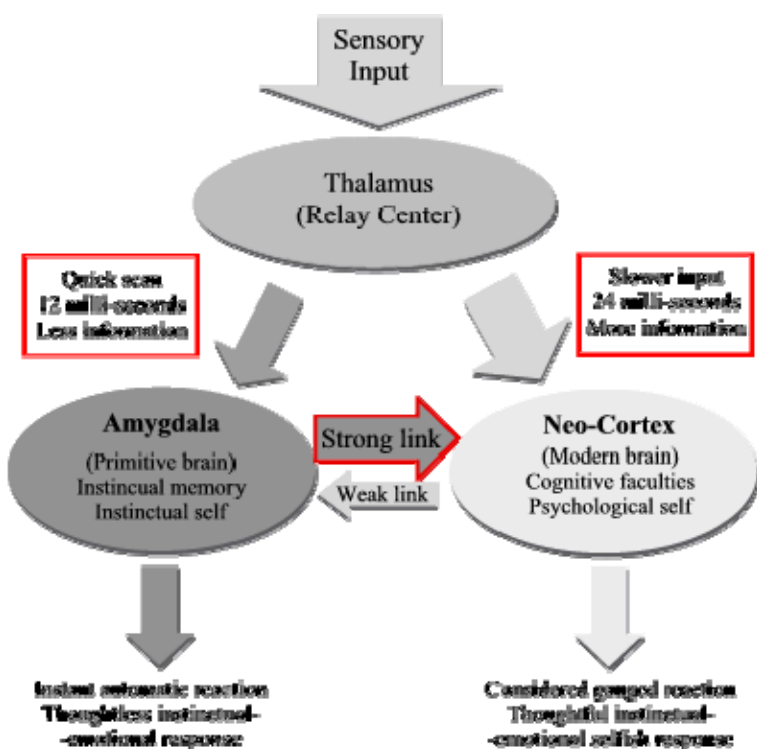 Sensory
Input
Thalamus
(Relay Center)
Quick scan
12 milli-seconds
Less information
Slower input
24 milli-seconds
More information
Amygdala
(Primitive brain)
Instincual memory
Instinctual self
Strong link
Weak link
Neo-Cortex
(Modern brain)
Cognitive faculties
Psychological self
Instant automatic reaction
Thoughtless instinctual-
-emotional response
Considered gauged reaction
Thoughtful instinctual-
-emotional selfish response